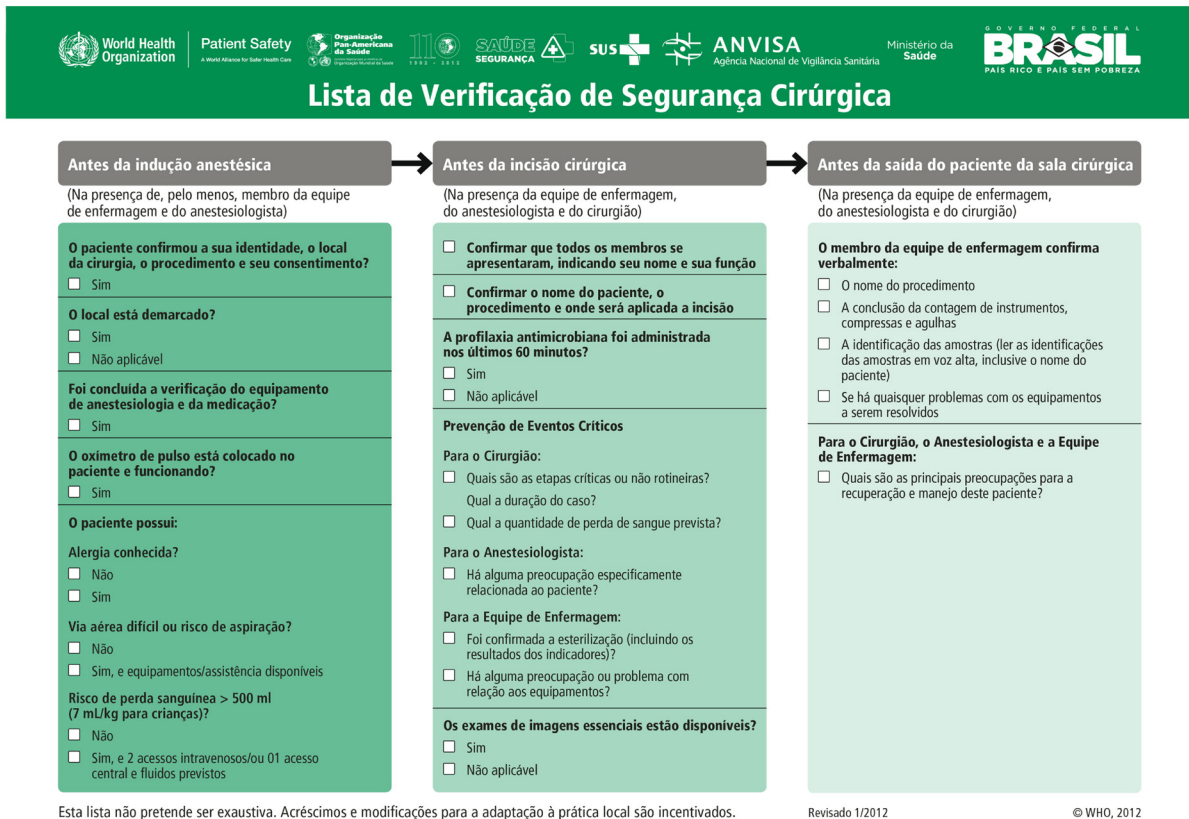 World Health
Organization
Patient Safety
A World Alliance for Safer Health Care
Organização
Pan-Americana
da Saúde
Organização Mundial da Saúde
110
1902 - 2012
SAÚDE
SEGURANÇA
SUS
ANVISA
Agência Nacional de Vigilância Sanitária
Ministério da
Saúde
GOVERNO FEDERAL
BRASIL
PAÍS RICO É PAÍS SEM POBREZA
Lista de Verificação de Segurança Cirúrgica
Antes da indução anestésica
(Na presença de, pelo menos, membro da equipe
de enfermagem e do anestesiologista)
O paciente confirmou a sua identidade, o local
da cirurgia, o procedimento e seu consentimento?
Sim
O local está demarcado?
Sim
Não aplicável
Foi concluída a verificação do equipamento
de anestesiologia e da medicação?
Sim
O oxímetro de pulso está colocado no
paciente e funcionando?
Sim
O paciente possui:
Alergia conhecida?
Não
Sim
Via aérea difícil ou risco de aspiração?
Não
Sim, e equipamentos/assistência disponíveis
Risco de perda sanguínea > 500 ml
(7 mL/kg para crianças)?
Não
Sim, e 2 acessos intravenosos/ou 01 acesso
central e fluidos previstos
Antes da incisão cirúrgica
(Na presença da equipe de enfermagem,
do anestesiologista e do cirurgião)
Confirmar que todos os membros se
apresentaram, indicando seu nome e sua função
Confirmar o nome do paciente, o
procedimento e onde será aplicada a incisão
A profilaxia antimicrobiana foi administrada
nos últimos 60 minutos?
Sim
Não aplicável
Prevenção de Eventos Críticos
Para o Cirurgião:
Quais são as etapas críticas ou não rotineiras?
Qual a duração do caso?
Qual a quantidade de perda de sangue prevista?
Para o Anestesiologista:
Há alguma preocupação especificamente
relacionada ao paciente?
Para a Equipe de Enfermagem:
Foi confirmada a esterilização (incluindo os
resultados dos indicadores)?
Há alguma preocupação ou problema com
relação aos equipamentos?
Os exames de imagens essenciais estão disponíveis?
Sim
Não aplicável
Antes da saída do paciente da sala cirúrgica
(Na presença da equipe de enfermagem,
do anestesiologista e do cirurgião)
O membro da equipe de enfermagem confirma
verbalmente:
O nome do procedimento
A conclusão da contagem de instrumentos,
compressas e agulhas
A identificação das amostras (ler as identificações
das amostras em voz alta, inclusive o nome do
paciente)
Se há quaisquer problemas com os equipamentos
a serem resolvidos
Para o Cirurgião, o Anestesiologista e a Equipe
de Enfermagem:
Quais são as principais preocupações para a
recuperação e manejo deste paciente?
Esta lista não pretende ser exaustiva. Acréscimos e modificações para a adaptação à prática local são incentivados.
Revisado 1/2012
© WHO, 2012